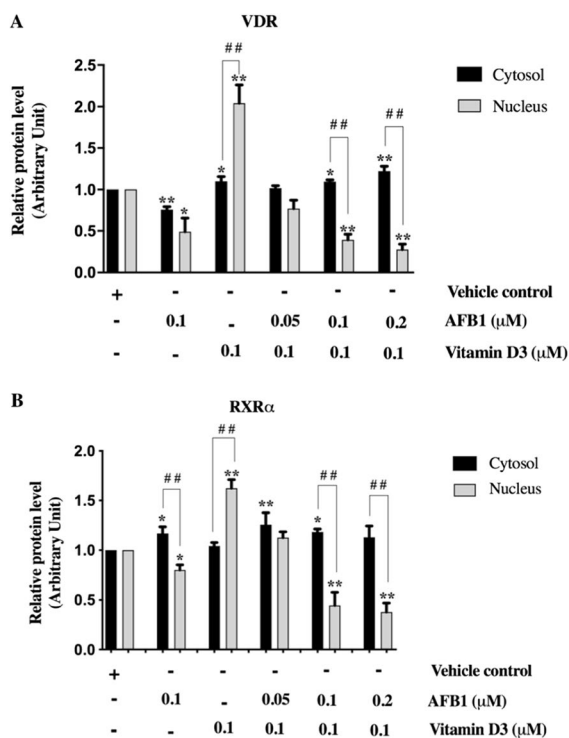 A
VDR
Relative protein level
(Arbitrary Unit)
2.5
2.0
1.5
1.0
0.5
0.0
** * * ## ** * ## ** ** ## **
Cytosol
Nucleus
+ - - - - - Vehicle control
- 0.1 - 0.05 0.1 0.2 AFB1 (μM)
- - 0.1 0.1 0.1 0.1 Vitamin D3 (μM)
B
RXRα
Relative protein level
(Arbitrary Unit)
2.0
1.5
1.0
0.5
0.0
* ## * ## ** ** * ## ** ## **
Cytosol
Nucleus
+ - - - - - Vehicle control
- 0.1 - 0.05 0.1 0.2 AFB1 (μM)
- - 0.1 0.1 0.1 0.1 Vitamin D3 (μM)